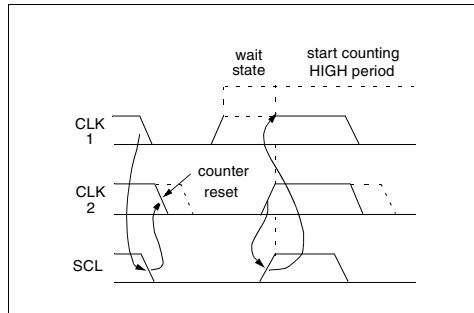 wait
state
start counting
HIGH period
CLK
1
counter
reset
CLK
2
SCL